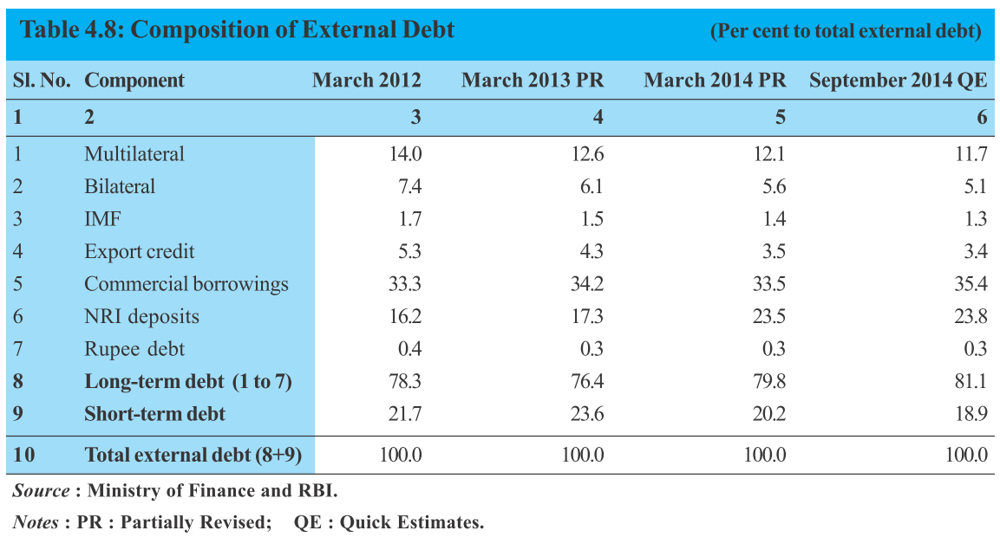 Table 4.8: Composition of External Debt (Per cent to total external debt)
Sl. No. Component March 2012 March 2013 PR March 2014 PR September 2014 QE
1 2 3 4 5 6
1 Multilateral 14.0 12.6 12.1 11.7
2 Bilateral 7.4 6.1 5.6 5.1
3 IMF 1.7 1.5 1.4 1.3
4 Export credit 5.3 4.3 3.5 3.4
5 Commercial borrowings 33.3 34.2 33.5 35.4
6 NRI deposits 16.2 17.3 23.5 23.8
7 Rupee debt 0.4 0.3 0.3 0.3
8 Long-term debt (1 to 7) 78.3 76.4 79.8 81.1
9 Short-term debt 21.7 23.6 20.2 18.9
10 Total external debt (8+9) 100.0 100.0 100.0 100.0
Source : Ministry of Finance and RBI.
Notes : PR : Partially Revised; QE : Quick Estimates.